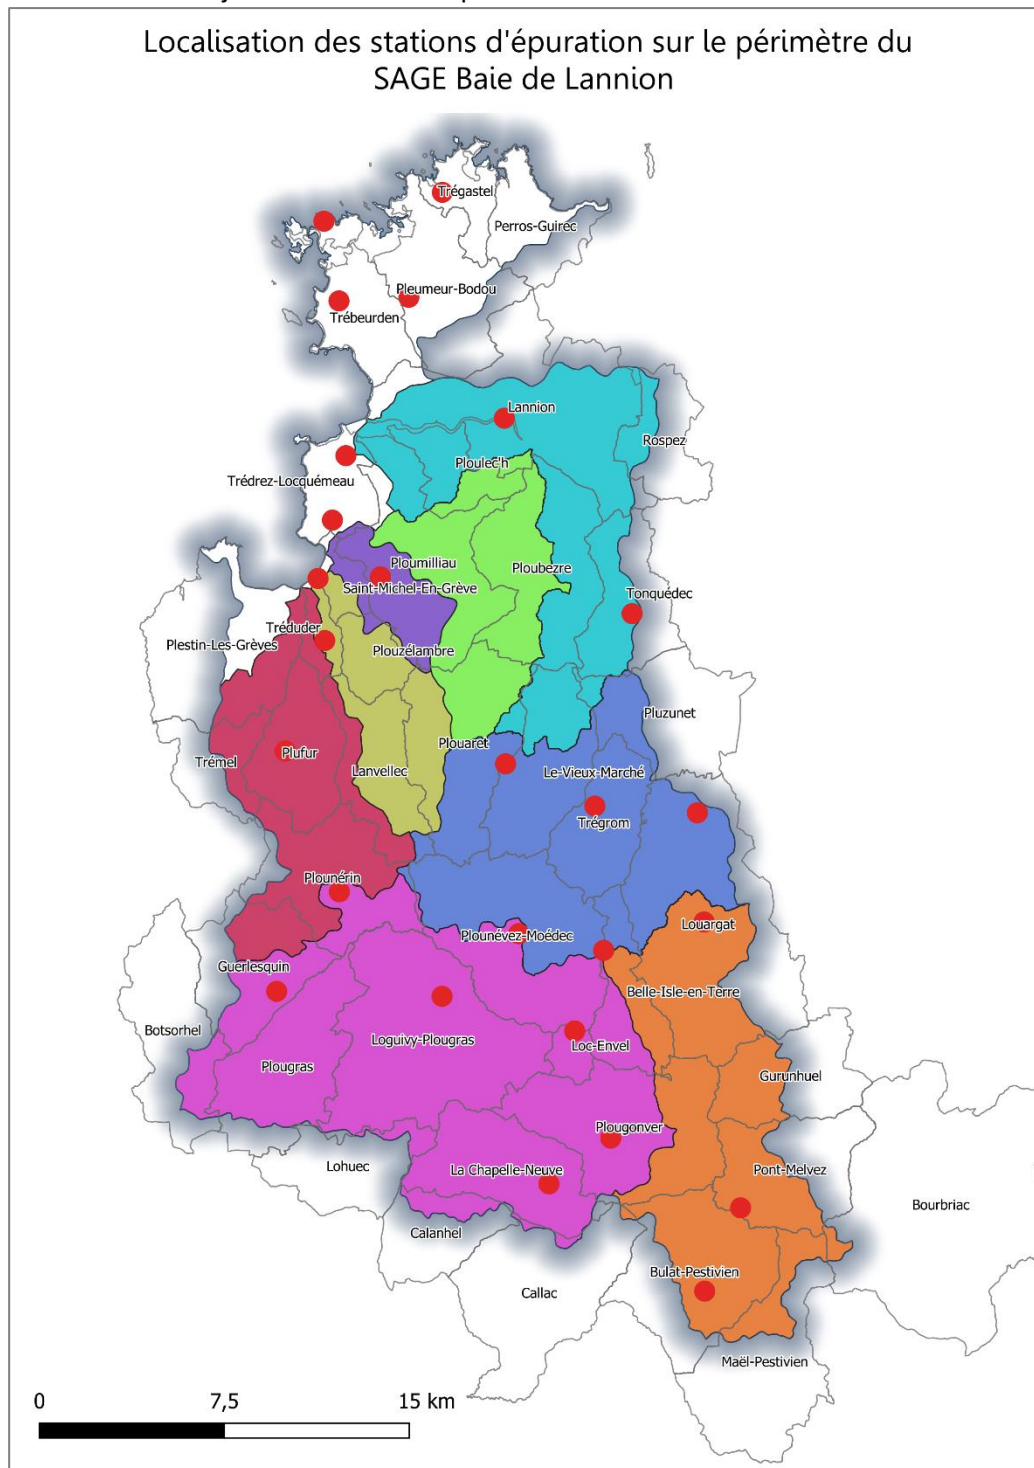 Localisation des stations d'épuration sur le périmètre du
SAGE Baie de Lannion
Trégastel
Perros-Guirec
Pleumeur-Bodou
Trébeurden
Lannion
Rospez
Ploulec'h
Trédrez-Locquémeau
Ploumilliau
Ploubezre
Saint-Michel-En-Grève
Tonquédec
Tréduder
Plestin-Les-Grèves
Plouzélambre
Pluzunet
Plouaret
Trémel
Plufur
Lanvellec
Le-Vieux-Marché
Trégrom
Plounérin
Louargat
Plounévez-Moédec
Guerlesquin
Belle-Isle-en-Terre
Botsorhel
Loguivy-Plougras
Loc-Envel
Plougras
Gurunhuel
Plougonver
Lohuec
La Chapelle-Neuve
Pont-Melvez
Bourbriac
Calanhel
Bulat-Pestivien
Callac
Maël-Pestivien
0 7,5 15 km